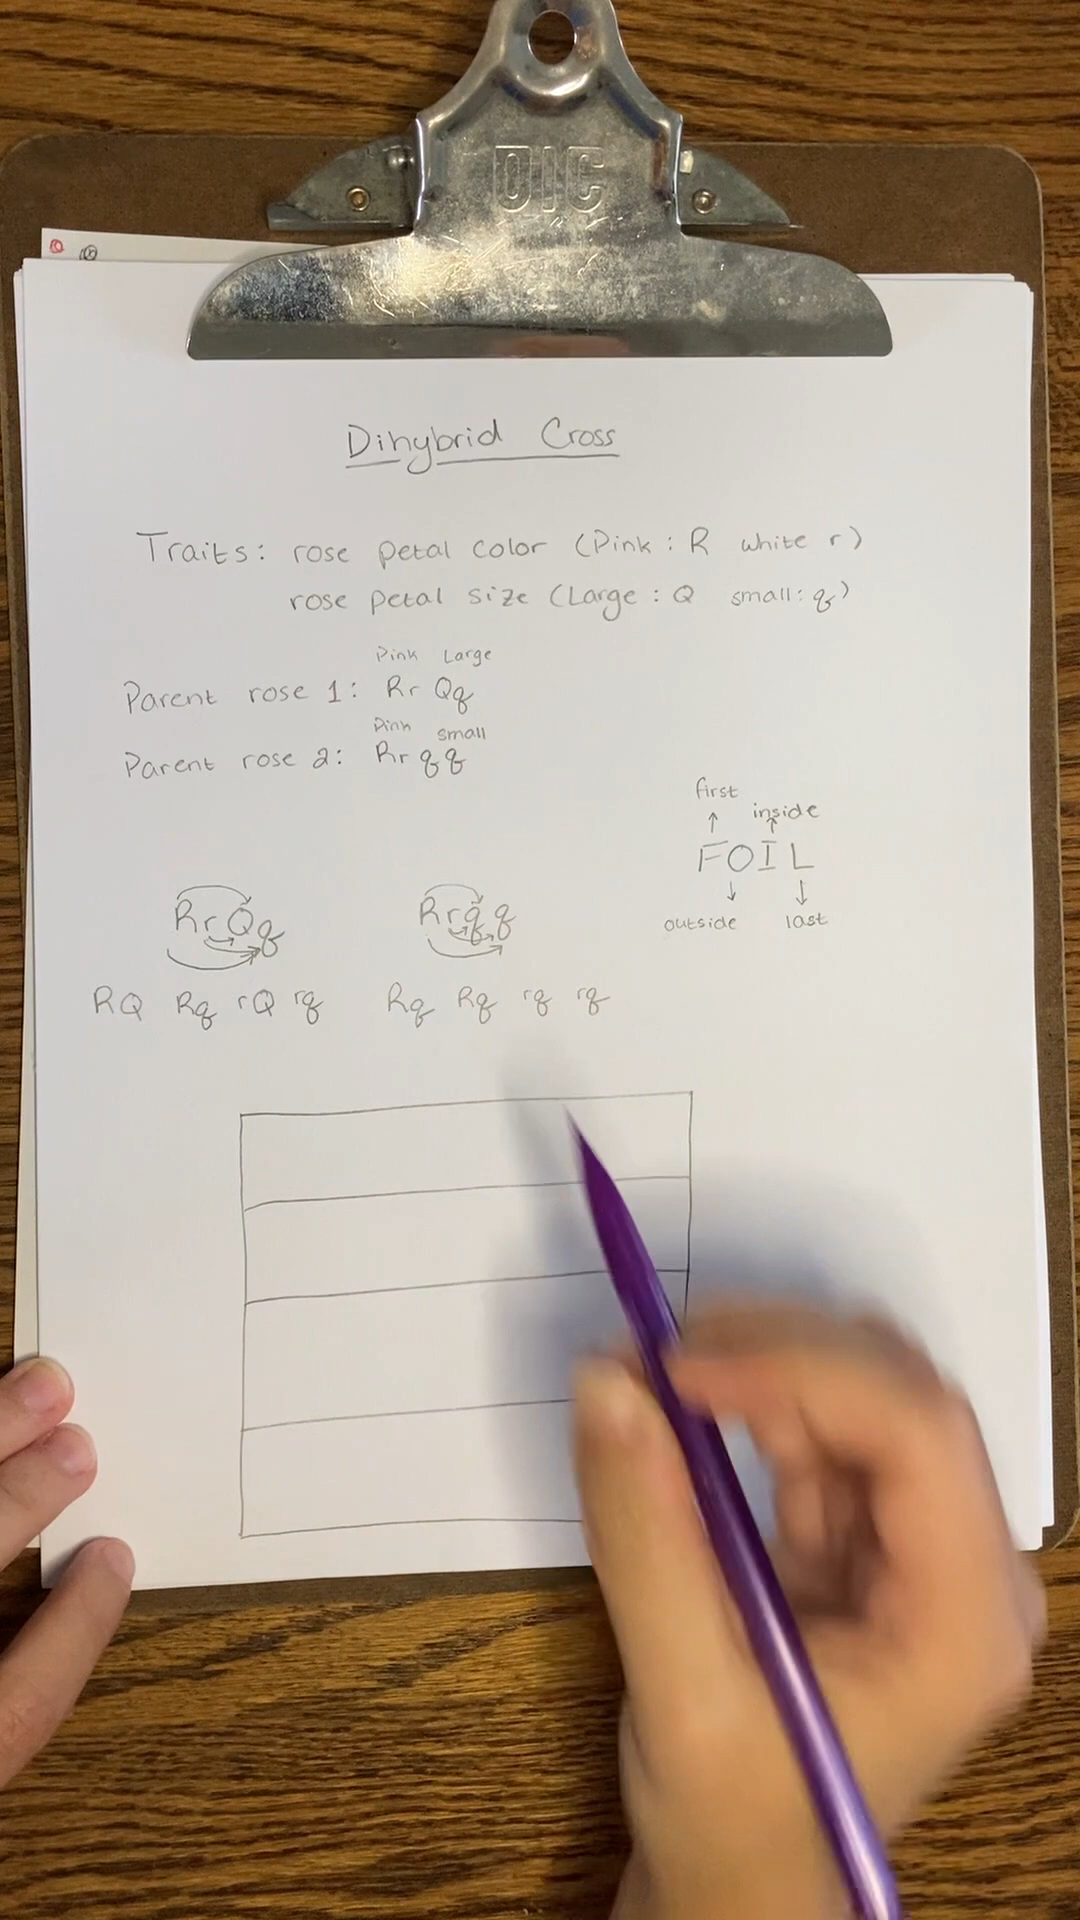 OIC
Dihybrid Cross
Traits: rose petal color (Pink: R white r)
rose petal size (Large: Q small: q)
Pink Large
Parent rose 1: Rr Qq
Pink small
Parent rose 2: Rr qq
first
inside
FOIL
outside last
RrQq Rrqq
RQ Rq rQ rq Rq Rq rq rq